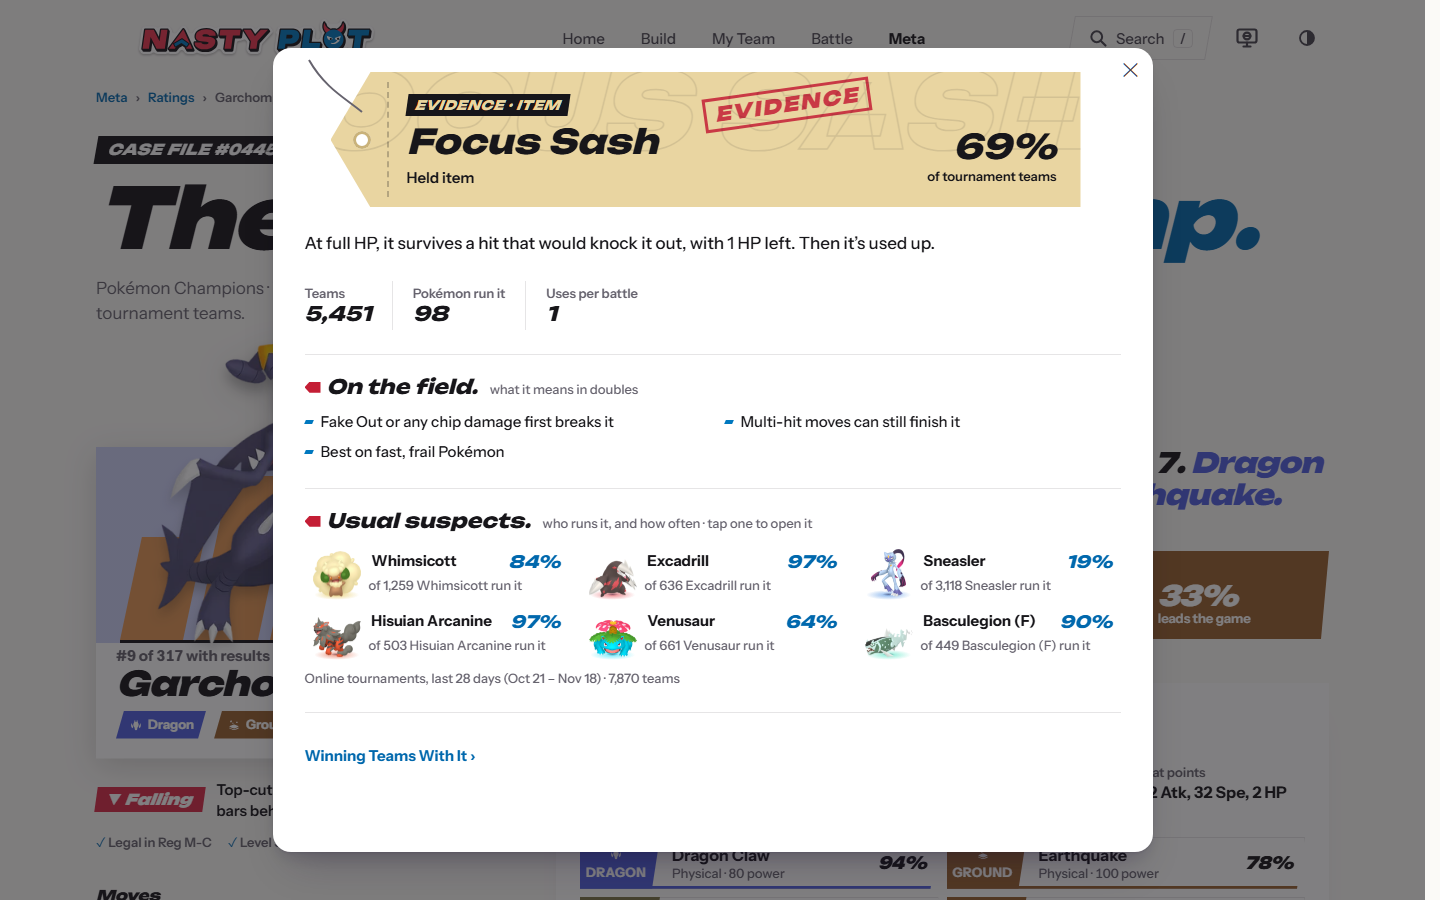 NASTY PLOT
Home
Build
My Team
Battle
Meta
Search /
Meta › Ratings › Garchom
CASE FILE #0445
The
p.
Pokémon Champions ·
tournament teams.
EVIDENCE · ITEM
EVIDENCE
Focus Sash
Held item
69%
of tournament teams
At full HP, it survives a hit that would knock it out, with 1 HP left. Then it's used up.
Teams
5,451
Pokémon run it
98
Uses per battle
1
On the field. what it means in doubles
Fake Out or any chip damage first breaks it
Multi-hit moves can still finish it
Best on fast, frail Pokémon
Usual suspects. who runs it, and how often · tap one to open it
Whimsicott 84%
of 1,259 Whimsicott run it
Excadrill 97%
of 636 Excadrill run it
Sneasler 19%
of 3,118 Sneasler run it
Hisuian Arcanine 97%
of 503 Hisuian Arcanine run it
Venusaur 64%
of 661 Venusaur run it
Basculegion (F) 90%
of 449 Basculegion (F) run it
Online tournaments, last 28 days (Oct 21 – Nov 18) · 7,870 teams
Winning Teams With It ›
7. Dragon
hquake.
33%
leads the game
#9 of 317 with results
Garcho
Dragon
Grou
▼ Falling
Top-cut
bars beh
✓ Legal in Reg M-C ✓ Level
Moves
at points
2 Atk, 32 Spe, 2 HP
DRAGON
Dragon Claw
Physical · 80 power
94%
GROUND
Earthquake
Physical · 100 power
78%